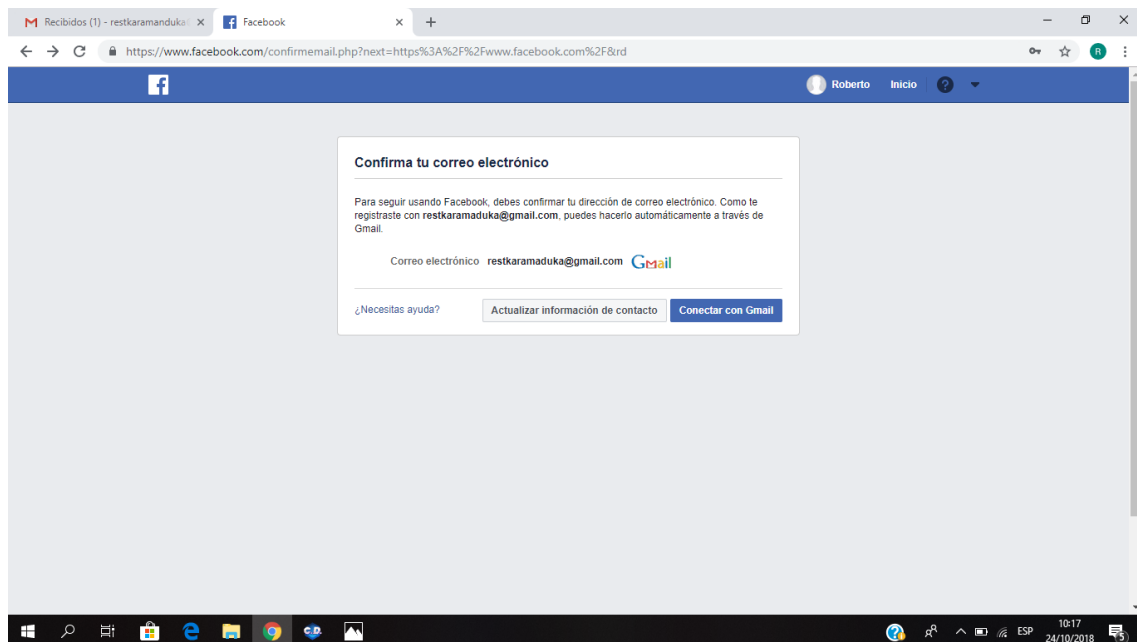 Recibidos (1) - restkaramanduka
Facebook
https://www.facebook.com/confirmemail.php?next=https%3A%2F%2Fwww.facebook.com%2F&rd
R
f
Roberto Inicio ?
Confirma tu correo electrónico
Para seguir usando Facebook, debes confirmar tu dirección de correo electrónico. Como te
registraste con restkaramaduka@gmail.com, puedes hacerlo automáticamente a través de
Gmail.
Correo electrónico restkaramaduka@gmail.com Gmail
¿Necesitas ayuda? Actualizar información de contacto Conectar con Gmail
C.D.
ESP
10:17
24/10/2018
5